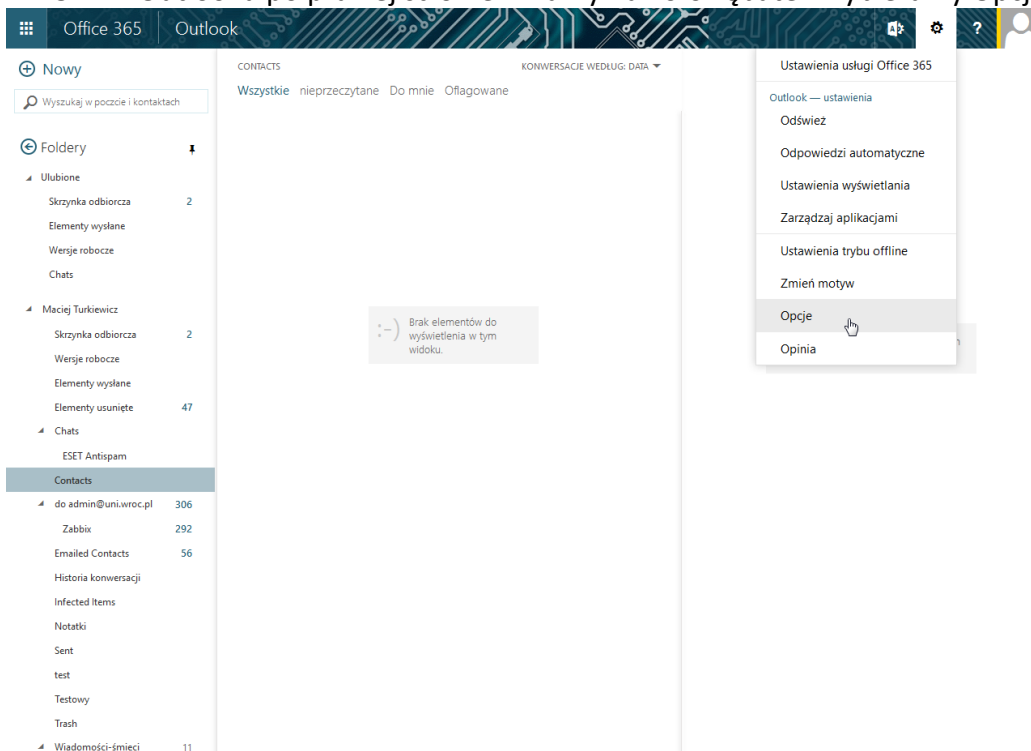 Office 365 Outlook ?
Nowy
Wyszukaj w poczcie i kontaktach
Foldery
Ulubione
Skrzynka odbiorcza 2
Elementy wysłane
Wersje robocze
Chats
Maciej Turkiewicz
Skrzynka odbiorcza 2
Wersje robocze
Elementy wysłane
Elementy usunięte 47
Chats
ESET Antispam
Contacts
do admin@uni.wroc.pl 306
Zabbix 292
Emailed Contacts 56
Historia konwersacji
Infected Items
Notatki
Sent
test
Testowy
Trash
Wiadomości-śmieci 11
CONTACTS KONWERSACJE WEDŁUG: DATA
Wszystkie nieprzeczytane Do mnie Oflagowane
:-) Brak elementów do
wyświetlenia w tym
widoku.
Ustawienia usługi Office 365
Outlook — ustawienia
Odśwież
Odpowiedzi automatyczne
Ustawienia wyświetlania
Zarządzaj aplikacjami
Ustawienia trybu offline
Zmień motyw
Opcje
Opinia